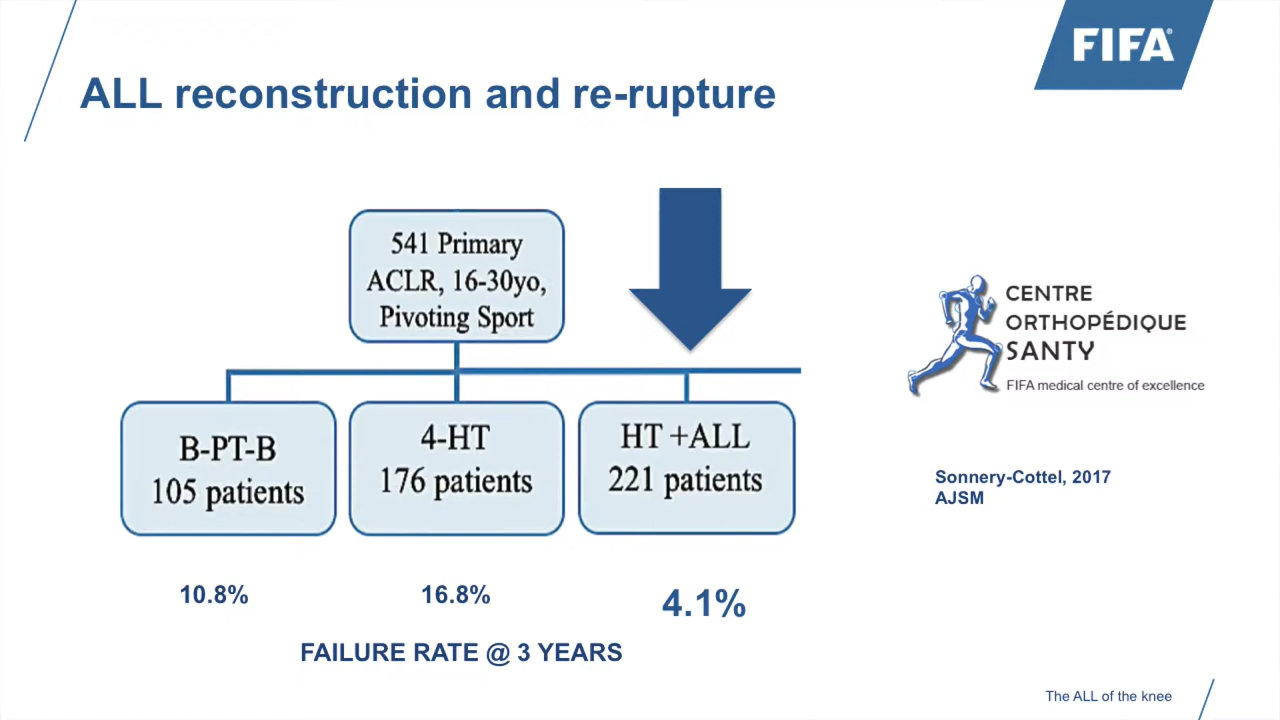 FIFA
ALL reconstruction and re-rupture
541 Primary
ACLR, 16-30yo,
Pivoting Sport
B-PT-B
105 patients
4-HT
176 patients
HT +ALL
221 patients
10.8%
16.8%
4.1%
FAILURE RATE @ 3 YEARS
CENTRE
ORTHOPÉDIQUE
SANTY
FIFA medical centre of excellence
Sonnery-Cottel, 2017
AJSM
The ALL of the knee